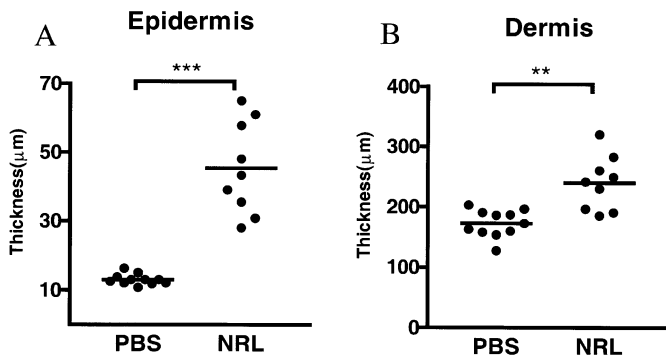 A
Epidermis
***
70
50
30
10
Thickness(μm)
PBS
NRL
B
Dermis
**
400
300
200
100
0
Thickness(μm)
PBS
NRL